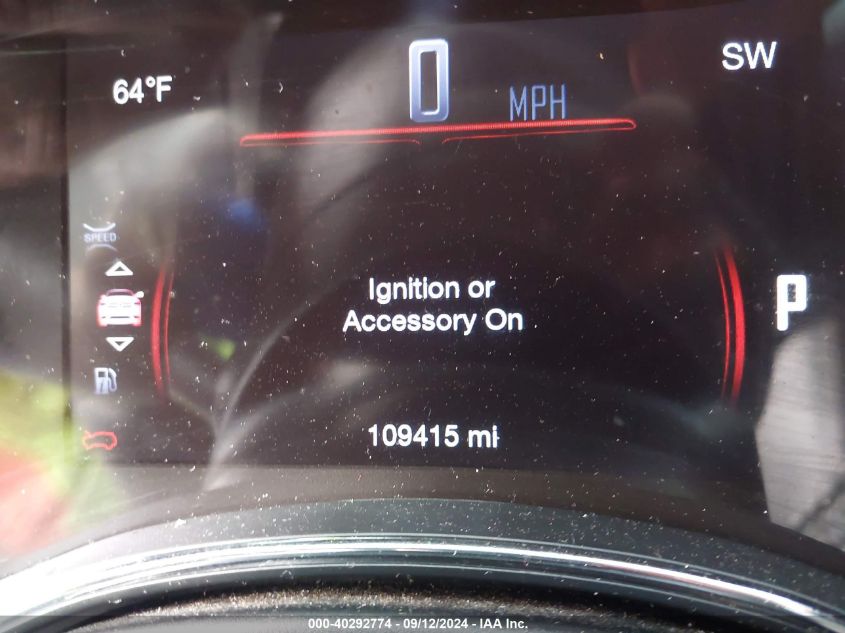 64°F
0 MPH
SW
SPEED
Ignition or
Accessory On
P
109415 mi
000-40292774 - 09/12/2024 - IAA Inc.